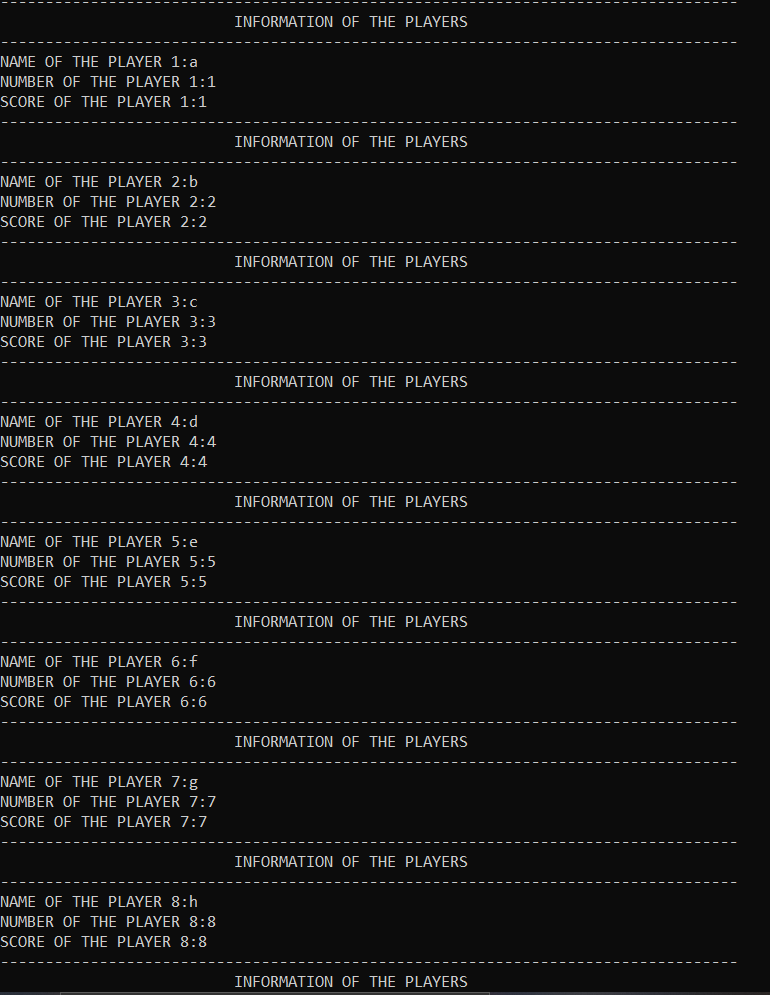 ----------------------------------------------------------------------------------
INFORMATION OF THE PLAYERS
----------------------------------------------------------------------------------
NAME OF THE PLAYER 1:a
NUMBER OF THE PLAYER 1:1
SCORE OF THE PLAYER 1:1
----------------------------------------------------------------------------------
INFORMATION OF THE PLAYERS
----------------------------------------------------------------------------------
NAME OF THE PLAYER 2:b
NUMBER OF THE PLAYER 2:2
SCORE OF THE PLAYER 2:2
----------------------------------------------------------------------------------
INFORMATION OF THE PLAYERS
----------------------------------------------------------------------------------
NAME OF THE PLAYER 3:c
NUMBER OF THE PLAYER 3:3
SCORE OF THE PLAYER 3:3
----------------------------------------------------------------------------------
INFORMATION OF THE PLAYERS
----------------------------------------------------------------------------------
NAME OF THE PLAYER 4:d
NUMBER OF THE PLAYER 4:4
SCORE OF THE PLAYER 4:4
----------------------------------------------------------------------------------
INFORMATION OF THE PLAYERS
----------------------------------------------------------------------------------
NAME OF THE PLAYER 5:e
NUMBER OF THE PLAYER 5:5
SCORE OF THE PLAYER 5:5
----------------------------------------------------------------------------------
INFORMATION OF THE PLAYERS
----------------------------------------------------------------------------------
NAME OF THE PLAYER 6:f
NUMBER OF THE PLAYER 6:6
SCORE OF THE PLAYER 6:6
----------------------------------------------------------------------------------
INFORMATION OF THE PLAYERS
----------------------------------------------------------------------------------
NAME OF THE PLAYER 7:g
NUMBER OF THE PLAYER 7:7
SCORE OF THE PLAYER 7:7
----------------------------------------------------------------------------------
INFORMATION OF THE PLAYERS
----------------------------------------------------------------------------------
NAME OF THE PLAYER 8:h
NUMBER OF THE PLAYER 8:8
SCORE OF THE PLAYER 8:8
----------------------------------------------------------------------------------
INFORMATION OF THE PLAYERS